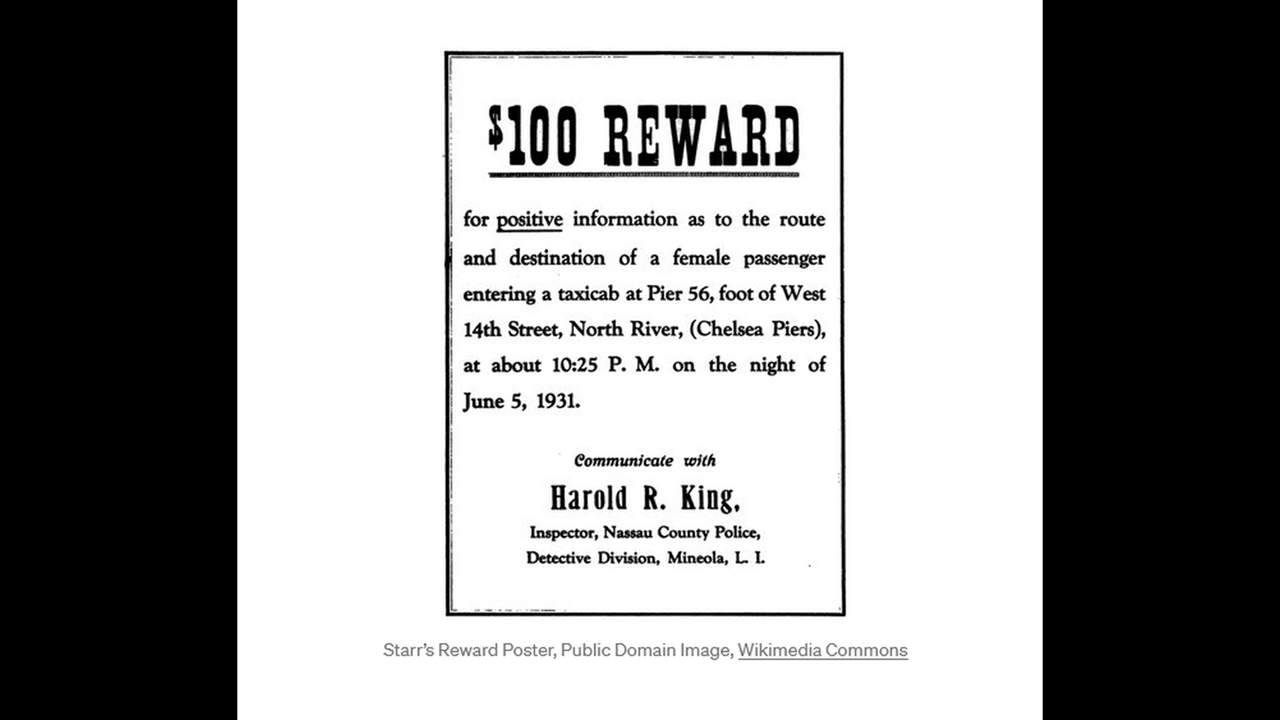 $100 REWARD
for positive information as to the route
and destination of a female passenger
entering a taxicab at Pier 56, foot of West
14th Street, North River, (Chelsea Piers),
at about 10:25 P. M. on the night of
June 5, 1931.
Communicate with
Harold R. King,
Inspector, Nassau County Police,
Detective Division, Mineola, L. I.
Starr’s Reward Poster, Public Domain Image, Wikimedia Commons